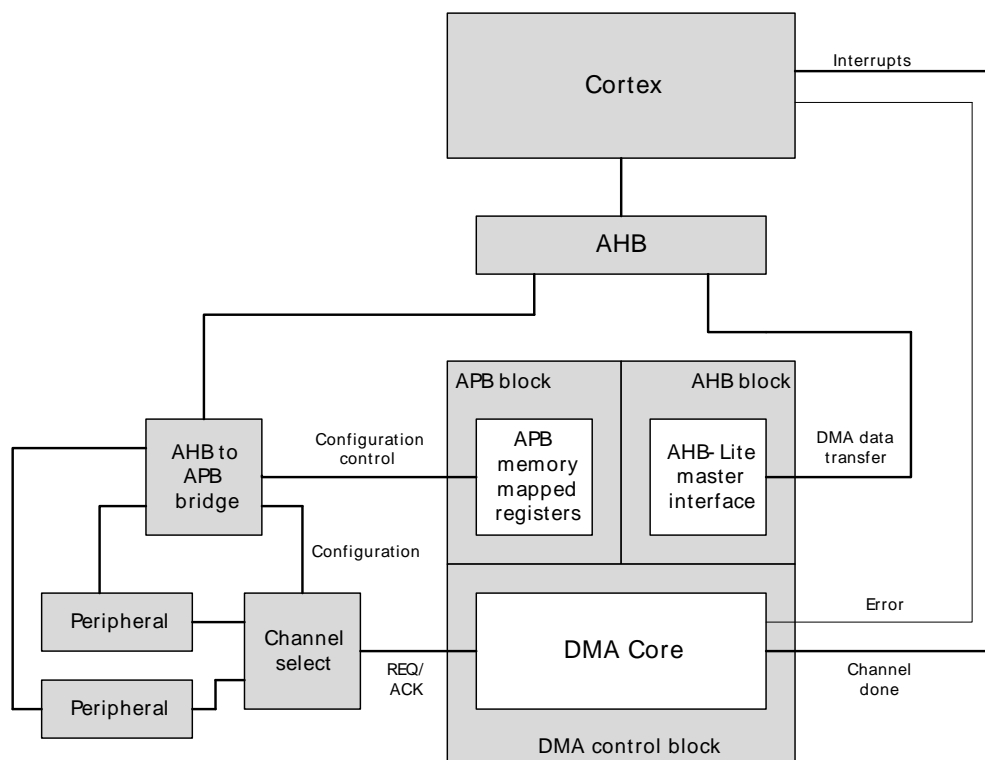 Interrupts
Cortex
AHB
APB block
AHB block
AHB to
APB
bridge
Configuration
control
APB
memory
mapped
registers
AHB-Lite
master
interface
DMA data
transfer
Configuration
Peripheral
Channel
select
Peripheral
REQ/
ACK
DMA Core
Error
Channel
done
DMA control block